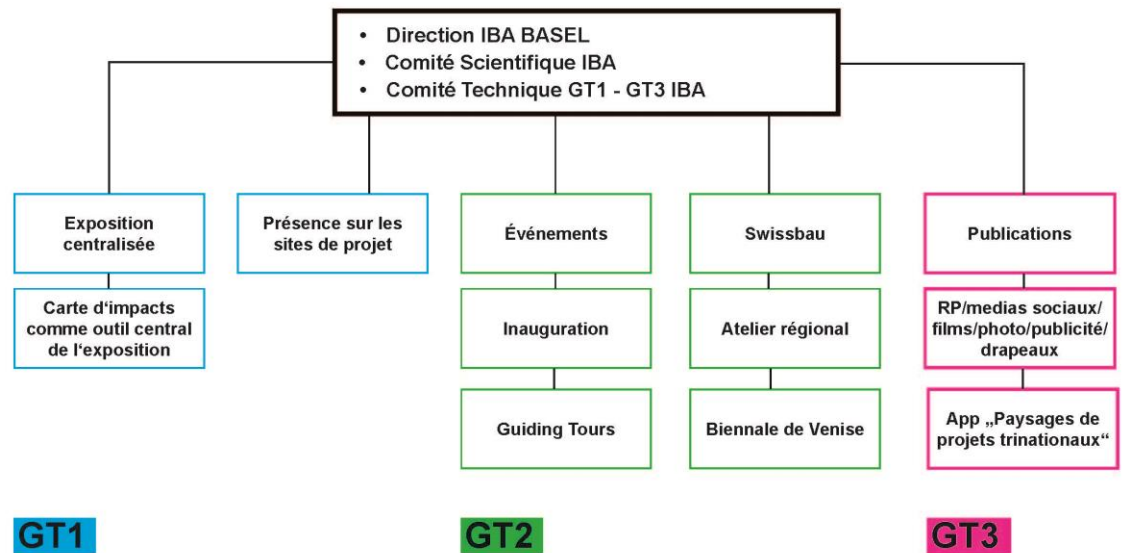 • Direction IBA BASEL
• Comité Scientifique IBA
• Comité Technique GT1 - GT3 IBA
Exposition
centralisée
Présence sur les
sites de projet
Événements
Swissbau
Publications
Carte d‘impacts
comme outil central
de l‘exposition
Inauguration
Atelier régional
RP/medias sociaux/
films/photo/publicité/
drapeaux
Guiding Tours
Biennale de Venise
App „Paysages de
projets trinationaux“
GT1
GT2
GT3